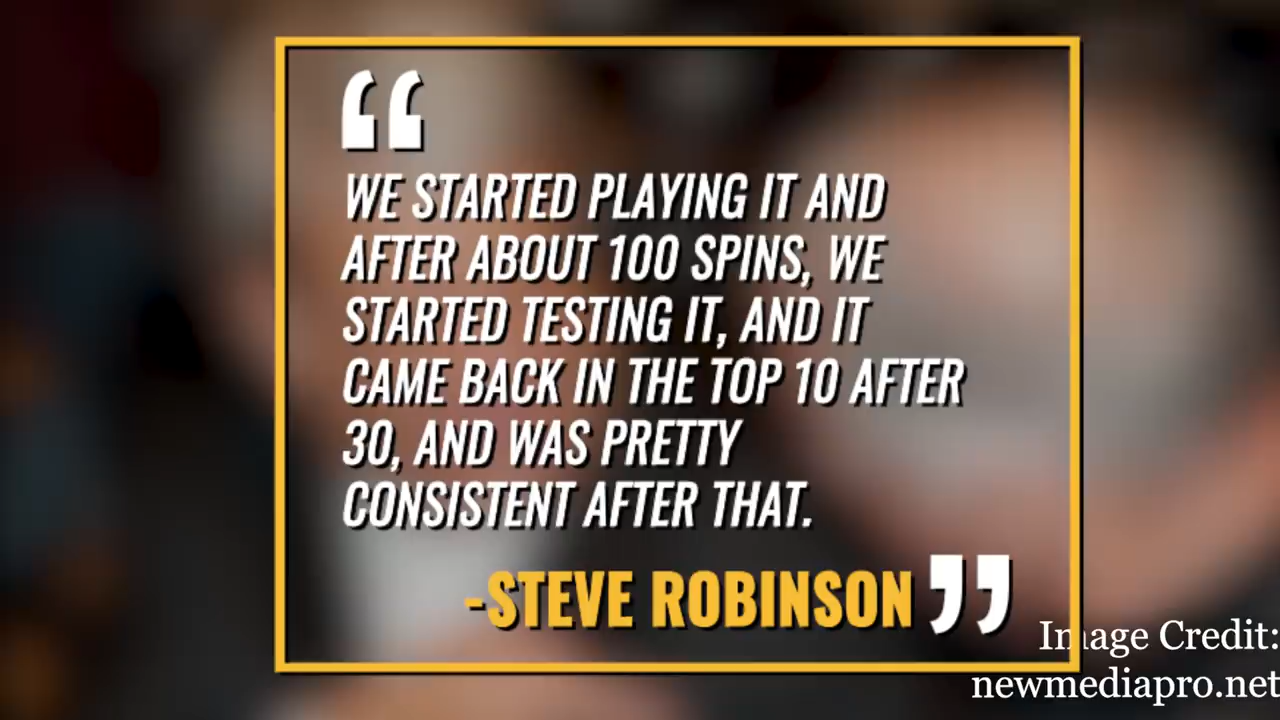 “
WE STARTED PLAYING IT AND
AFTER ABOUT 100 SPINS, WE
STARTED TESTING IT, AND IT
CAME BACK IN THE TOP 10 AFTER
30, AND WAS PRETTY
CONSISTENT AFTER THAT.
-STEVE ROBINSON ”
Image Credit:
newmediapro.net